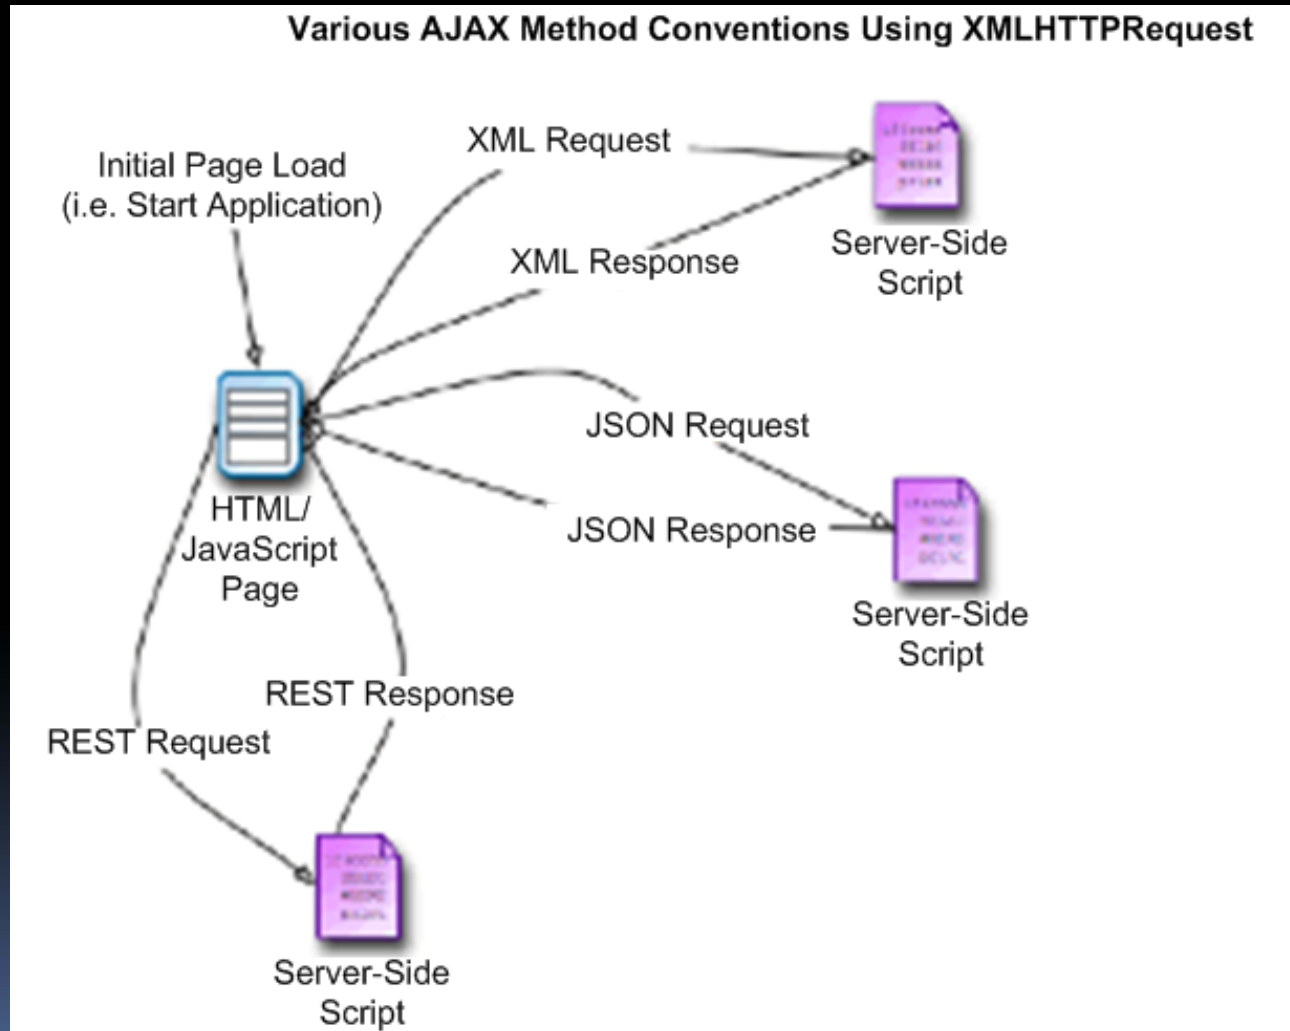 Various AJAX Method Conventions Using XMLHTTPRequest
Initial Page Load
(i.e. Start Application)
XML Request
XML Response
Server-Side
Script
JSON Request
JSON Response
Server-Side
Script
HTML/
JavaScript
Page
REST Response
REST Request
Server-Side
Script